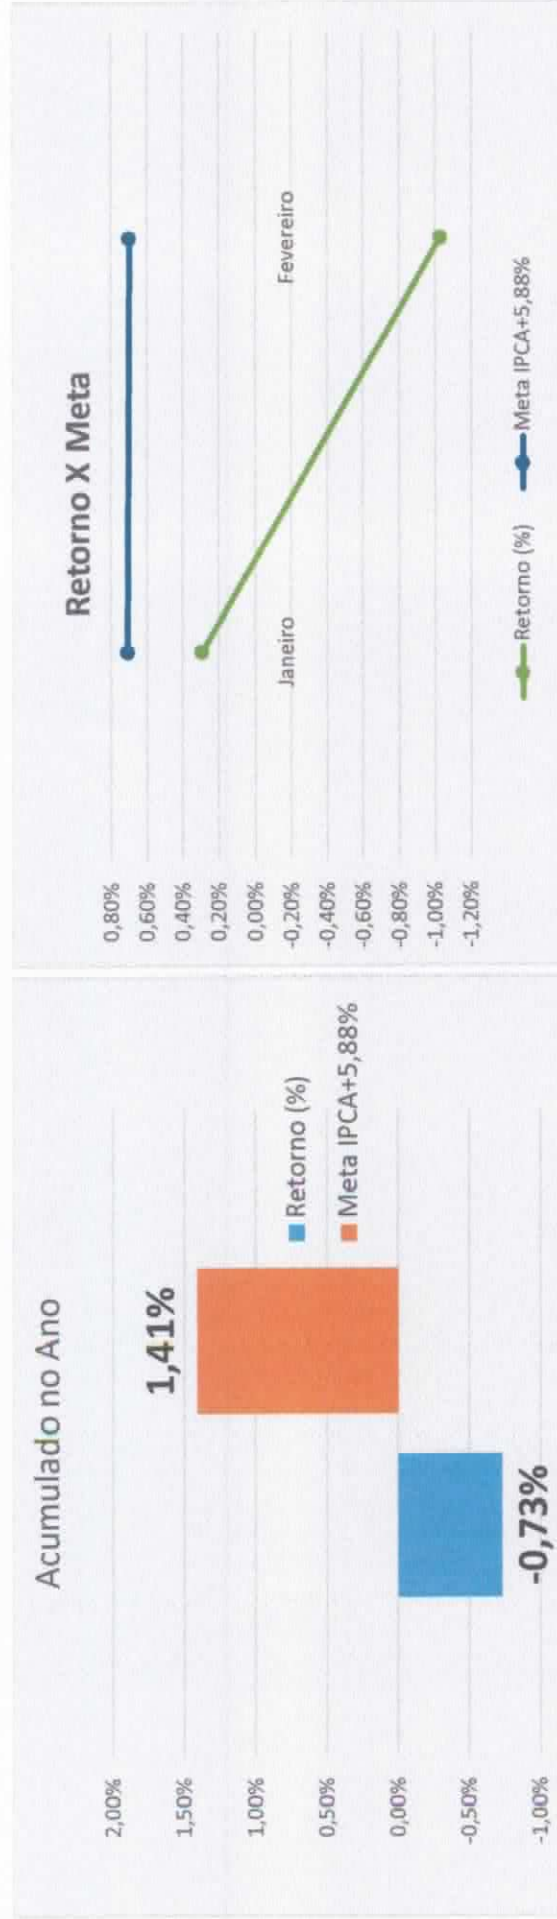 Acumulado no Ano
2,00%
1,50%
1,00%
0,50%
0,00%
-0,50%
-1,00%
1,41%
-0,73%
Retorno (%)
Meta IPCA+5,88%
Retorno X Meta
0,80%
0,60%
0,40%
0,20%
0,00%
-0,20%
-0,40%
-0,60%
-0,80%
-1,00%
-1,20%
Janeiro
Fevereiro
Retorno (%)
Meta IPCA+5,88%